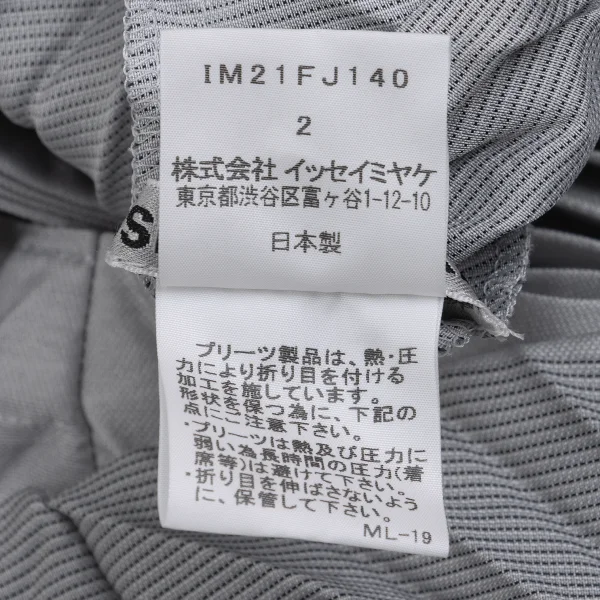 IM21FJ140
2
株式会社 イッセイミヤケ
東京都渋谷区富ヶ谷1-12-10
日本製
S
プリーツ製品は、熱・圧
力により折り目を付ける
加工を施しています。
形状を保つ為に、下記の
点にご注意下さい。
・プリーツは熱及び圧力に
弱い為長時間の圧力(着
席等)は避けて下さい。
・折り目を伸ばさないよう
に、保管して下さい。
ML-19